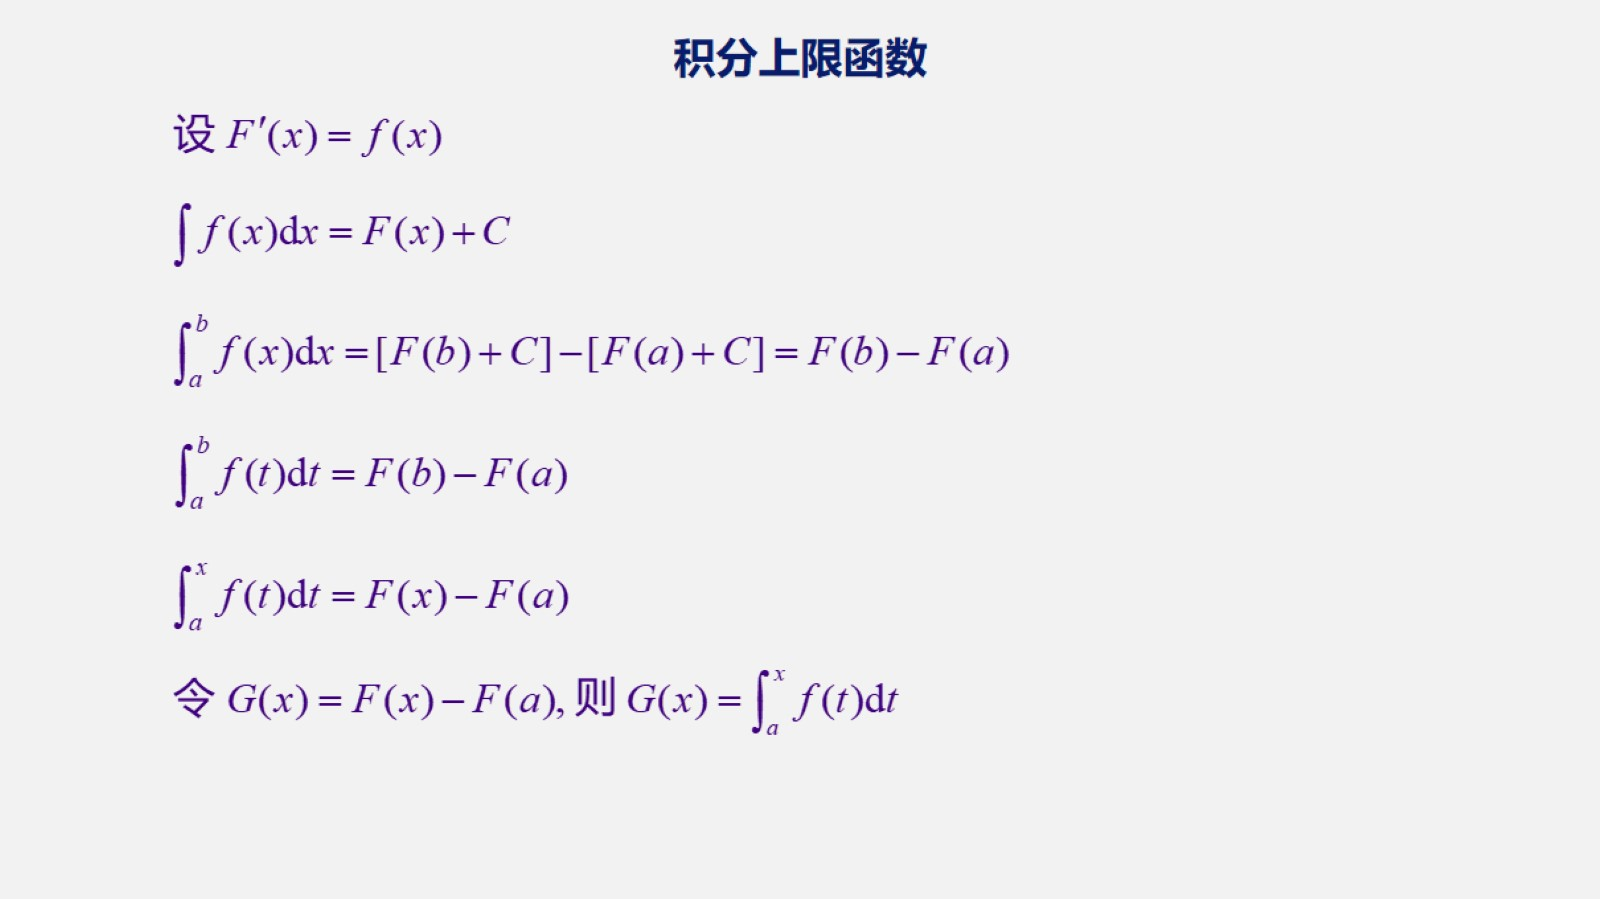 积分上限函数
设 F′(x) = f(x)
∫ f(x)dx = F(x) + C
∫_a^b f(x)dx = [F(b) + C] − [F(a) + C] = F(b) − F(a)
∫_a^b f(t)dt = F(b) − F(a)
∫_a^x f(t)dt = F(x) − F(a)
令 G(x) = F(x) − F(a), 则 G(x) = ∫_a^x f(t)dt